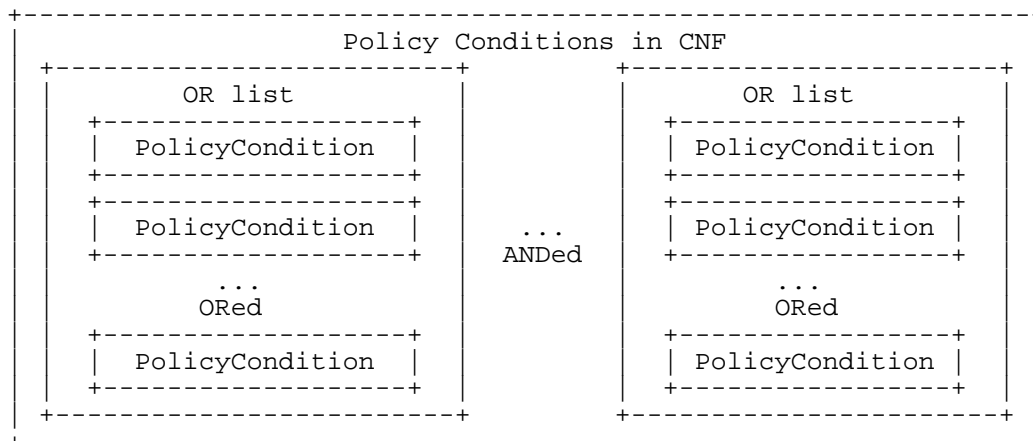 Policy Conditions in CNF
OR list OR list
PolicyCondition PolicyCondition
PolicyCondition ... PolicyCondition
ANDed
... ...
ORed ORed
PolicyCondition PolicyCondition